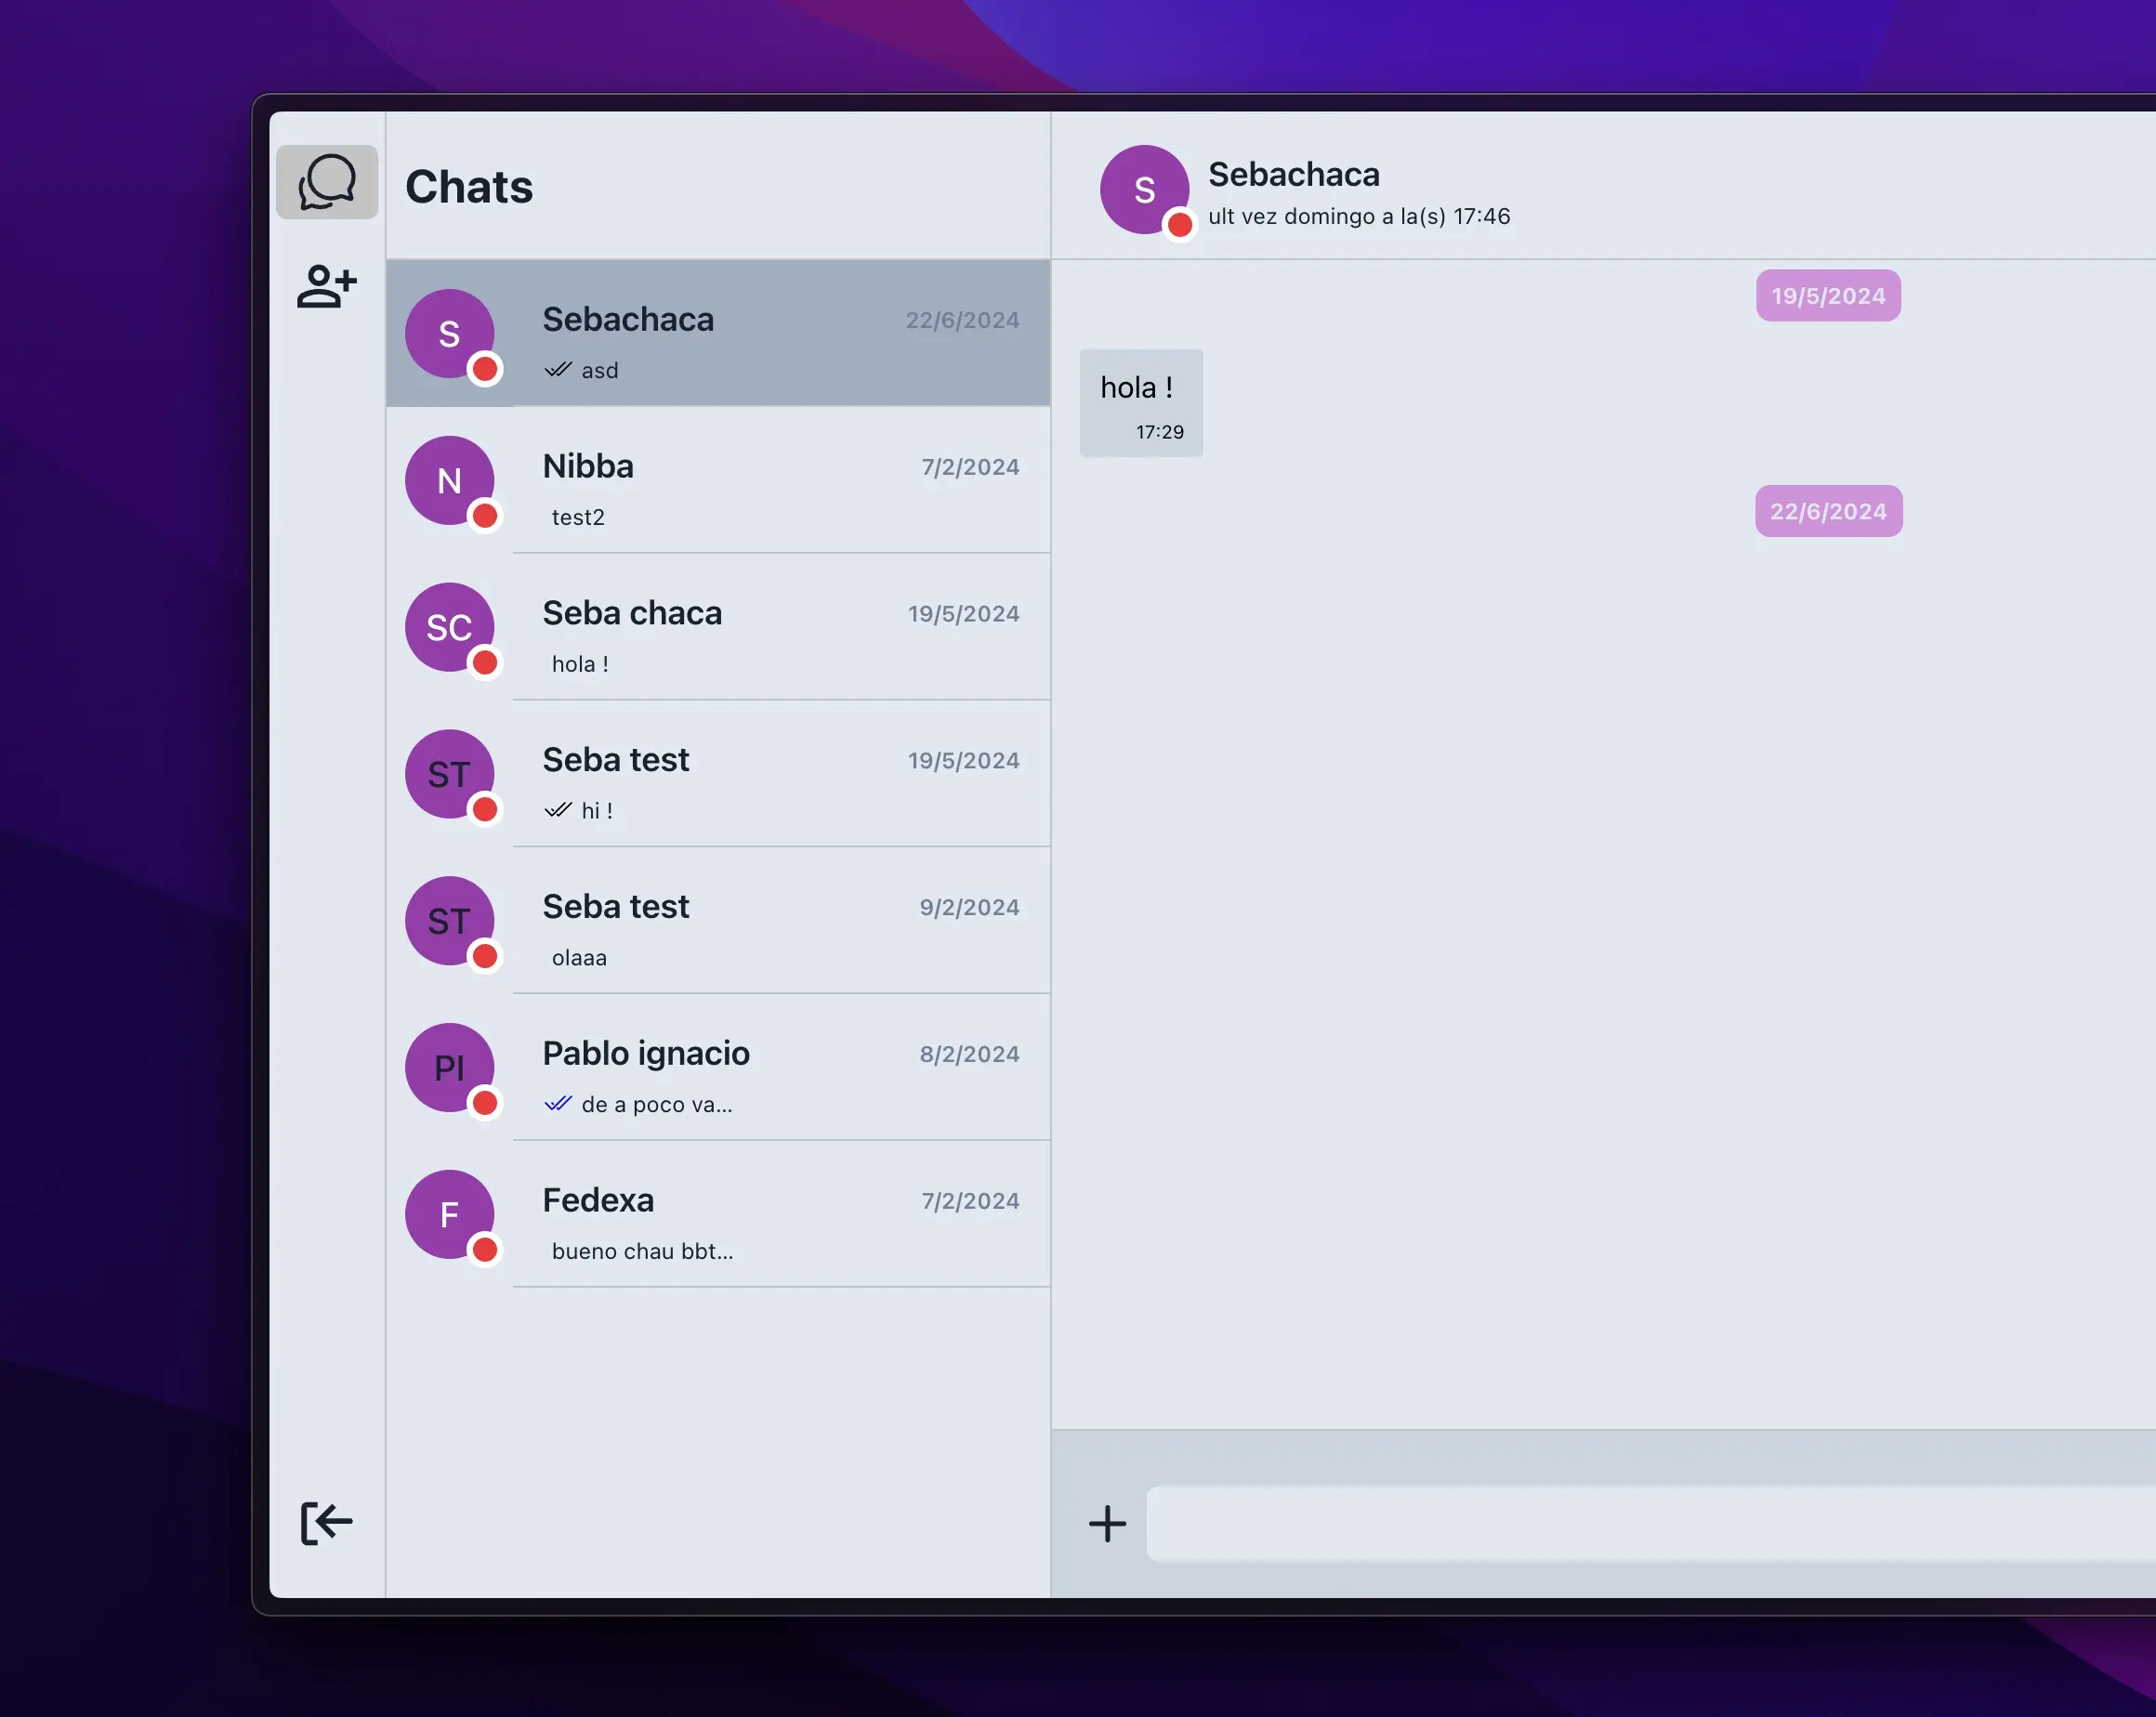 Chats
S
Sebachaca
22/6/2024
asd
N
Nibba
7/2/2024
test2
SC
Seba chaca
19/5/2024
hola !
ST
Seba test
19/5/2024
hi !
ST
Seba test
9/2/2024
olaaa
PI
Pablo ignacio
8/2/2024
de a poco va...
F
Fedexa
7/2/2024
bueno chau bbt...
S
Sebachaca
ult vez domingo a la(s) 17:46
19/5/2024
hola !
17:29
22/6/2024